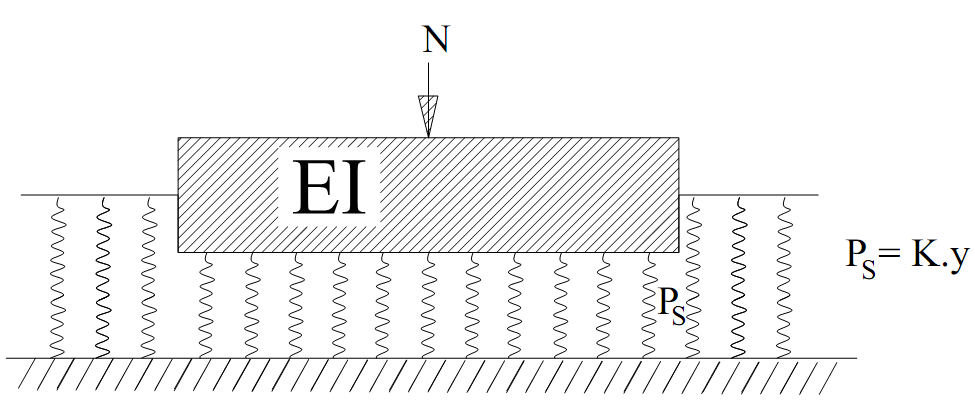 N
EI
P_S= K.y
P_S